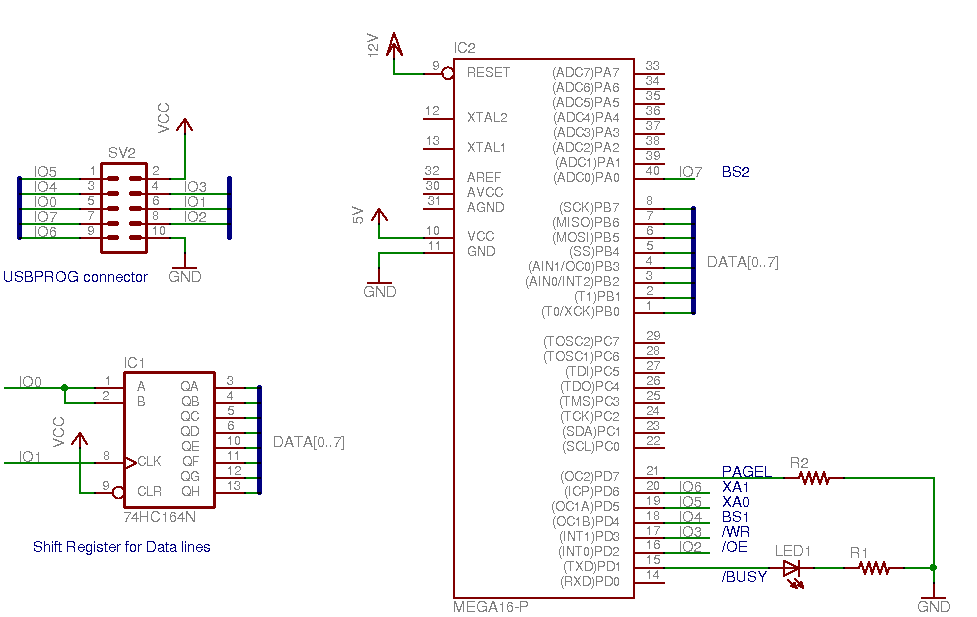 12V
IC2
9 RESET (ADC7)PA7 33
(ADC6)PA6 34
(ADC5)PA5 35
12 XTAL2 (ADC4)PA4 36
(ADC3)PA3 37
13 XTAL1 (ADC2)PA2 38
(ADC1)PA1 39
32 AREF (ADC0)PA0 40 IO7 BS2
30 AVCC
31 AGND (SCK)PB7 8
(MISO)PB6 7
5V
10 VCC (MOSI)PB5 6
11 GND (SS)PB4 5
(AIN1/OC0)PB3 4 DATA[0..7]
GND
(AIN0/INT2)PB2 3
(T1)PB1 2
(T0/XCK)PB0 1
(TOSC2)PC7 29
(TOSC1)PC6 28
(TDI)PC5 27
(TDO)PC4 26
(TMS)PC3 25
(TCK)PC2 24
(SDA)PC1 23
(SCL)PC0 22
(OC2)PD7 21 PAGEL R2
(ICP)PD6 20 IO6 XA1
(OC1A)PD5 19 IO5 XA0
(OC1B)PD4 18 IO4 BS1
(INT1)PD3 17 IO3 /WR
(INT0)PD2 16 IO2 /OE
(TXD)PD1 15 LED1 R1
(RXD)PD0 14 /BUSY
MEGA16-P
GND
VCC
SV2
IO5 1 2
IO4 3 4 IO3
IO0 5 6 IO1
IO7 7 8 IO2
IO6 9 10
USBPROG connector
GND
IC1
IO0 1 A QA 3
2 B QB 4
QC 5
VCC
QD 6
QE 10
IO1 8 CLK QF 11
QG 12
9 CLR QH 13
DATA[0..7]
74HC164N
Shift Register for Data lines